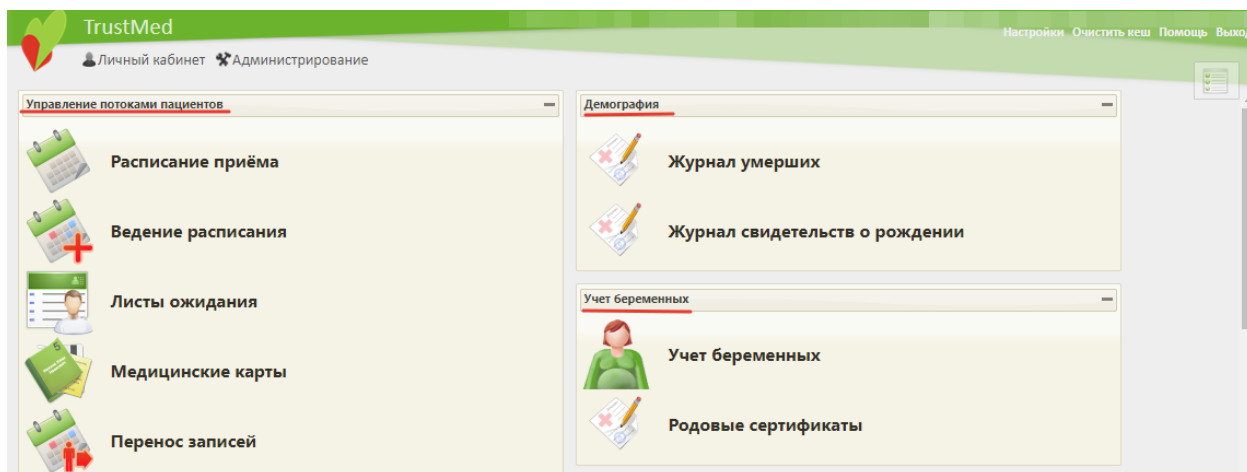 TrustMed
Настройки Очистить кеш Помощь
Личный кабинет Администрирование
Управление потоками пациентов
Расписание приёма
Ведение расписания
Листы ожидания
Медицинские карты
Перенос записей
Демография
Журнал умерших
Журнал свидетельств о рождении
Учет беременных
Учет беременных
Родовые сертификаты